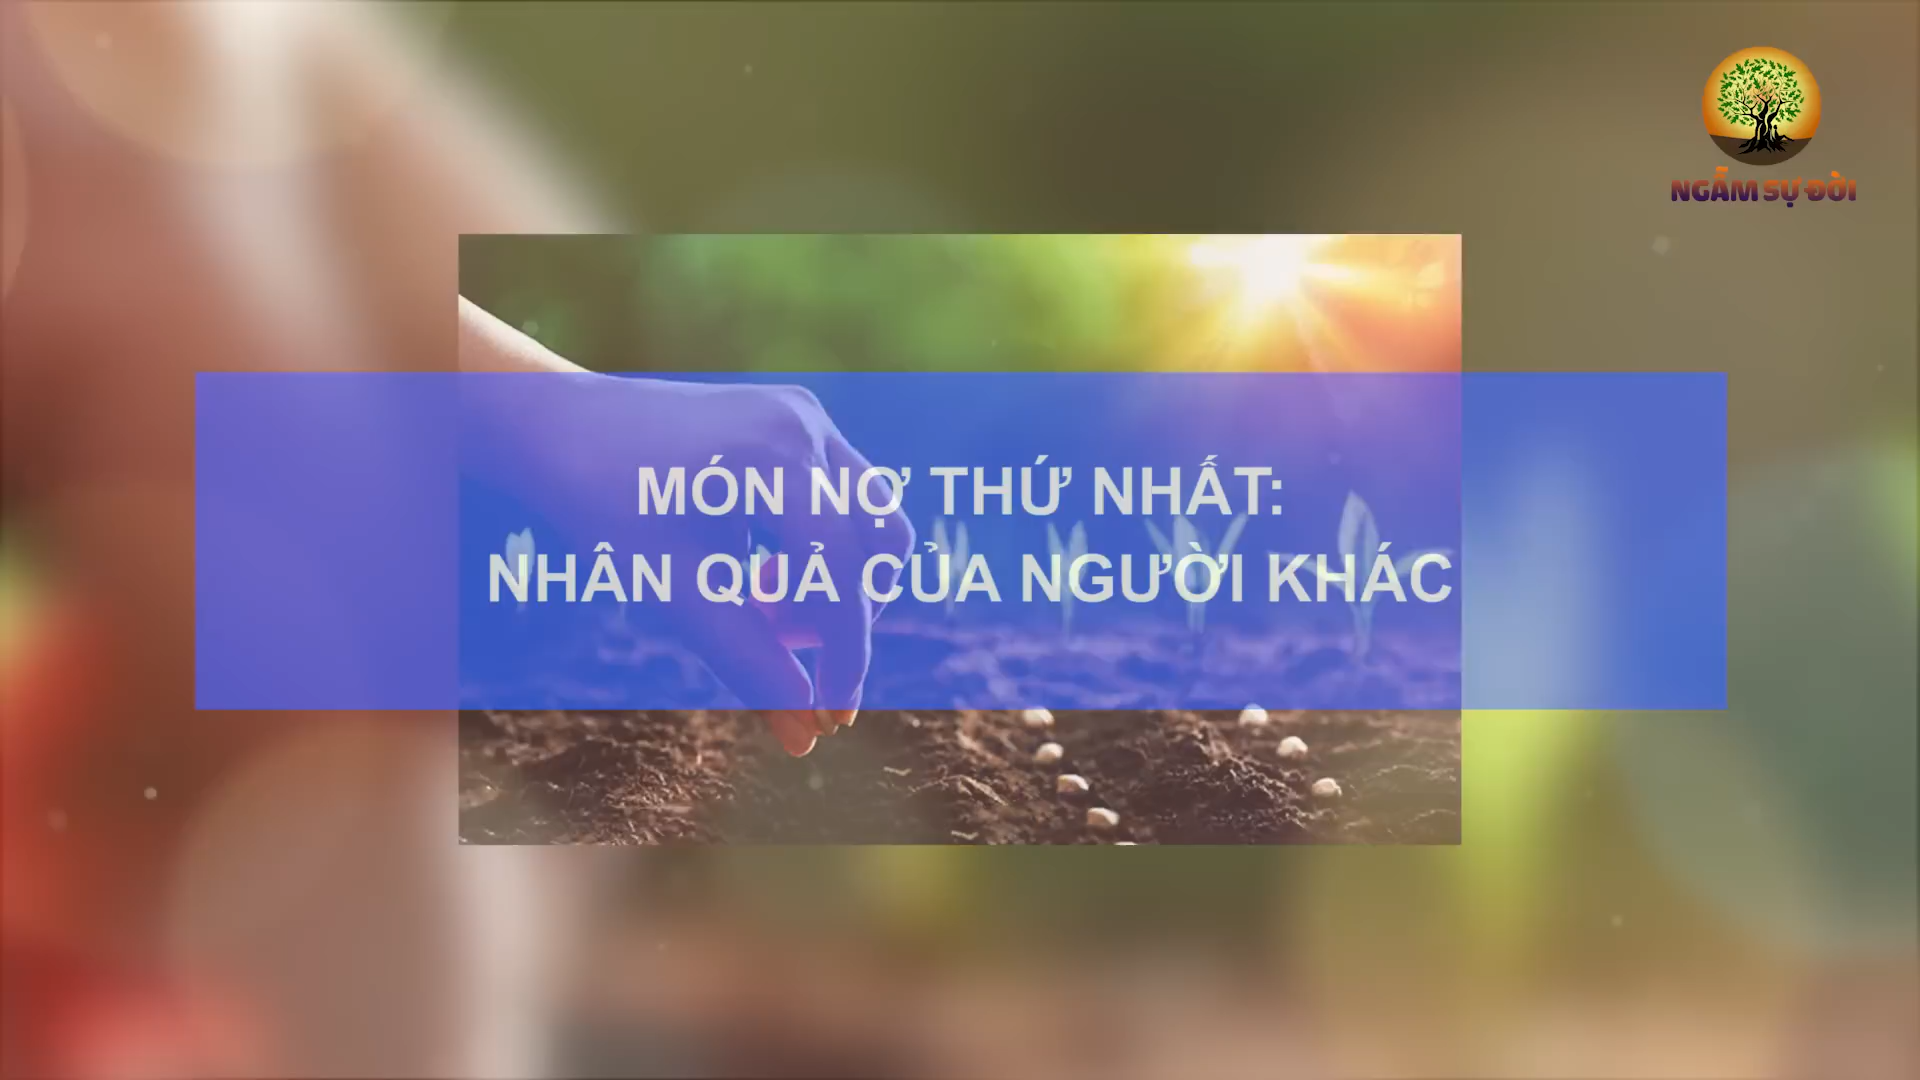 NGẪM SỰ ĐỜI
MÓN NỢ THỨ NHẤT:
NHÂN QUẢ CỦA NGƯỜI KHÁC